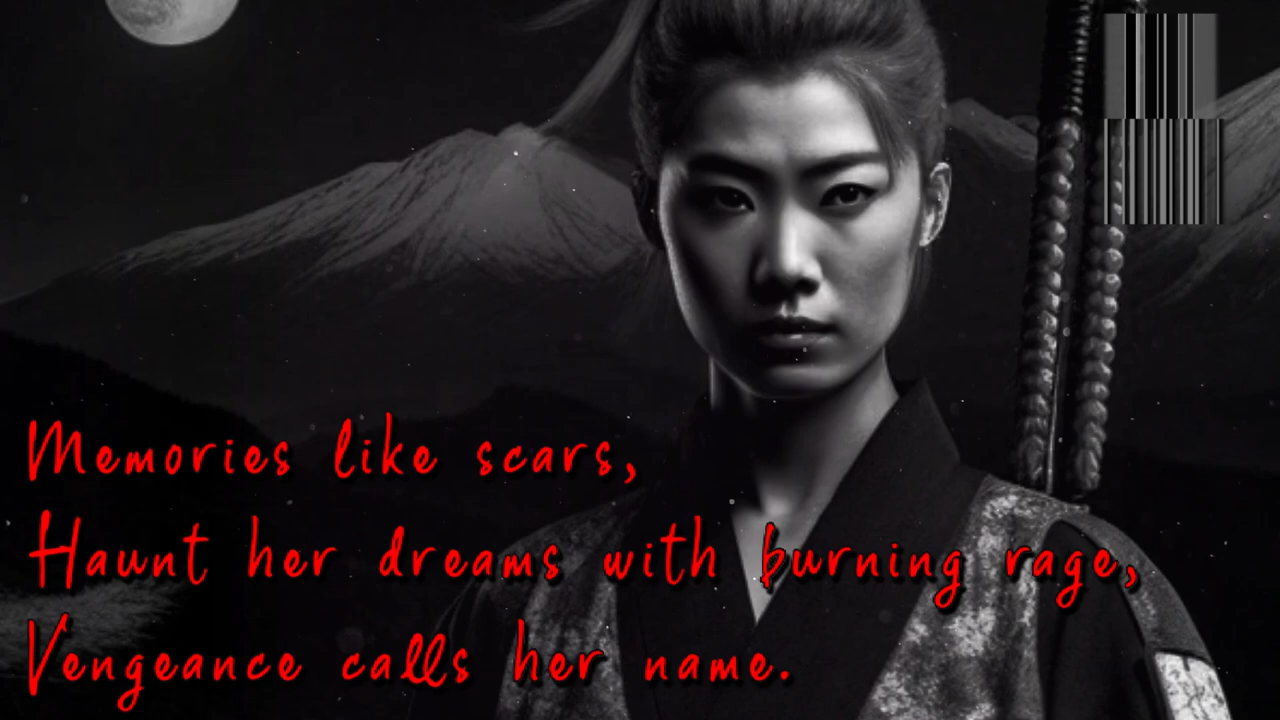 Memories like scars,
Haunt her dreams with burning rage,
Vengeance calls her name.